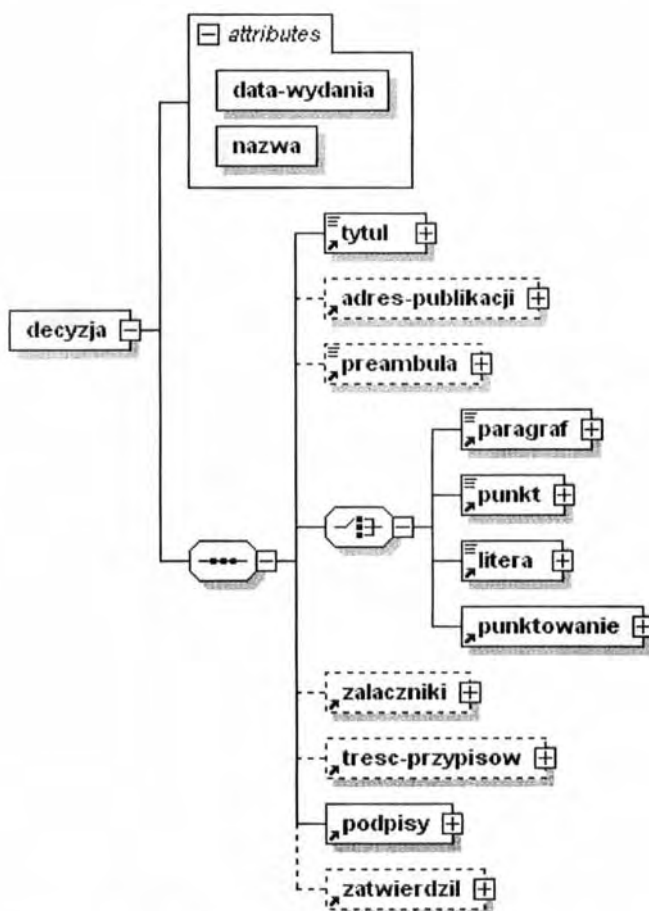 attributes
data-wydania
nazwa
tytul
adres-publikacji
decyzja
preambula
paragraf
punkt
litera
punktowanie
zalaczniki
tresc-przypisow
podpisy
zatwierdzil